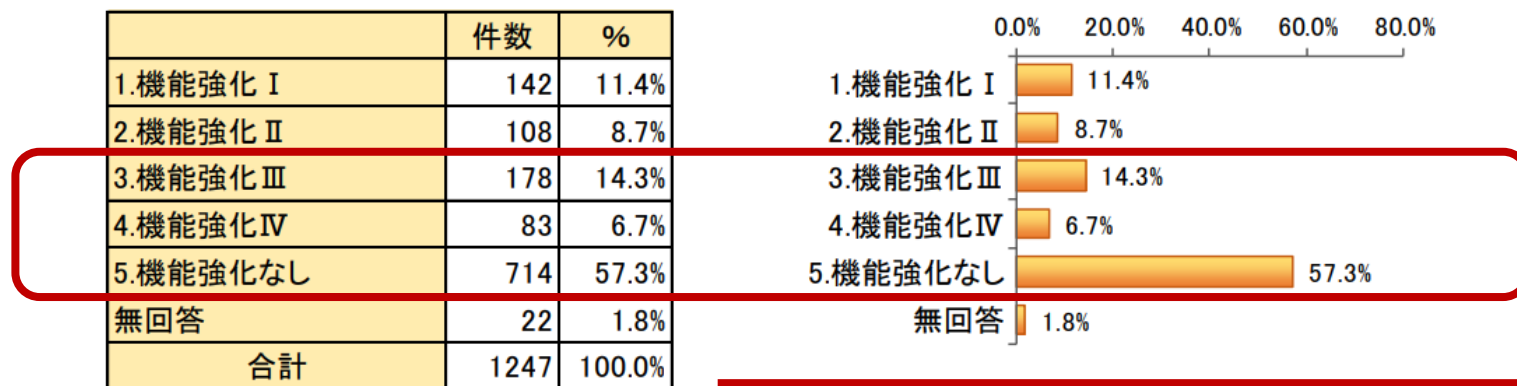 件数 %
1.機能強化Ⅰ 142 11.4%
2.機能強化Ⅱ 108 8.7%
3.機能強化Ⅲ 178 14.3%
4.機能強化Ⅳ 83 6.7%
5.機能強化なし 714 57.3%
無回答 22 1.8%
合計 1247 100.0%
0.0% 20.0% 40.0% 60.0% 80.0%
1.機能強化Ⅰ 11.4%
2.機能強化Ⅱ 8.7%
3.機能強化Ⅲ 14.3%
4.機能強化Ⅳ 6.7%
5.機能強化なし 57.3%
無回答 1.8%